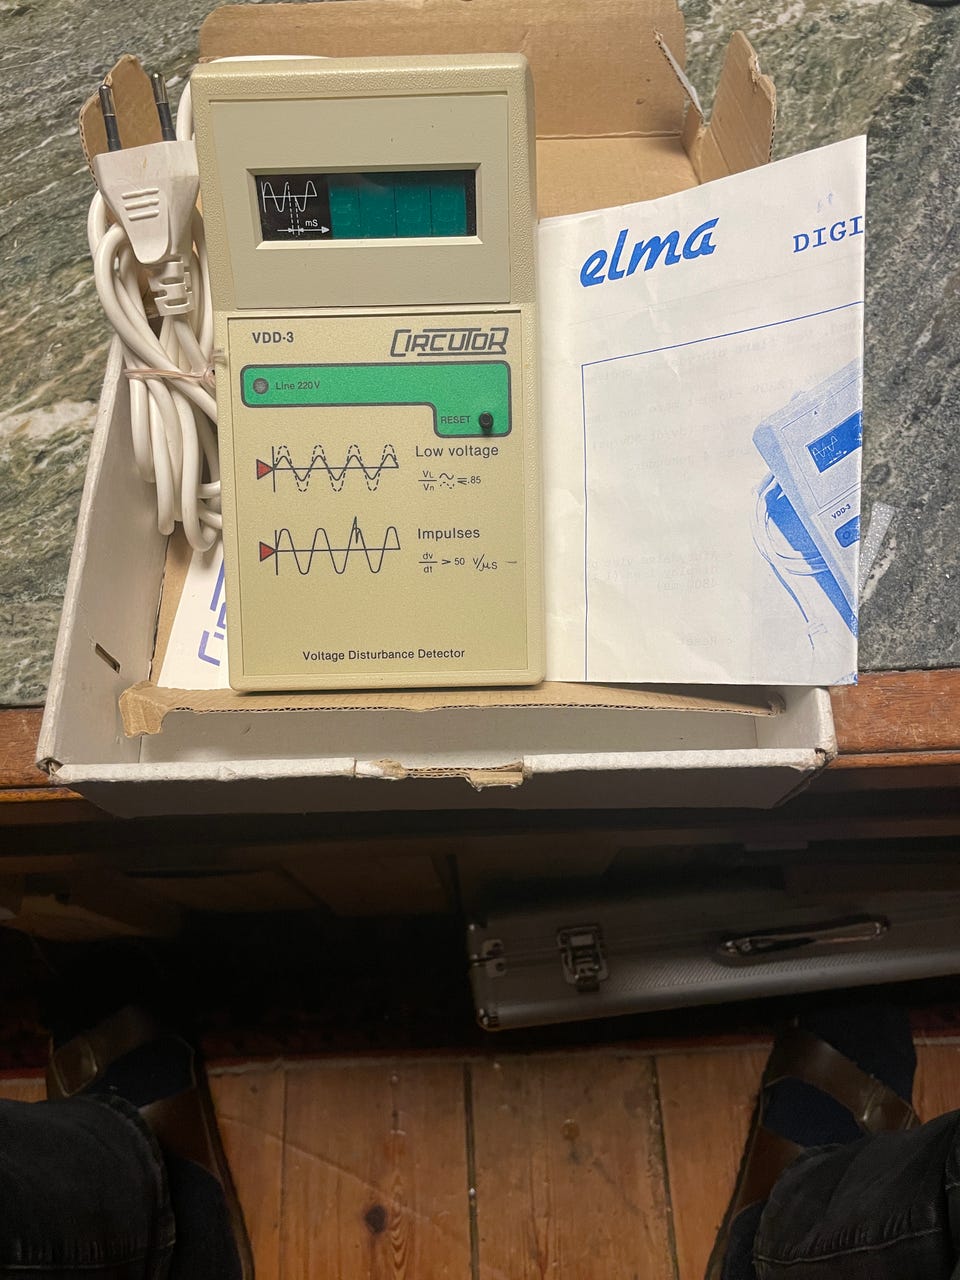 mS
VDD-3
CIRCUTOR
Line 220V
RESET
Low voltage
VL
Vn
.85
Impulses
dv
dt > 50 V/µS
Voltage Disturbance Detector
elma
DIGI
VDD-3